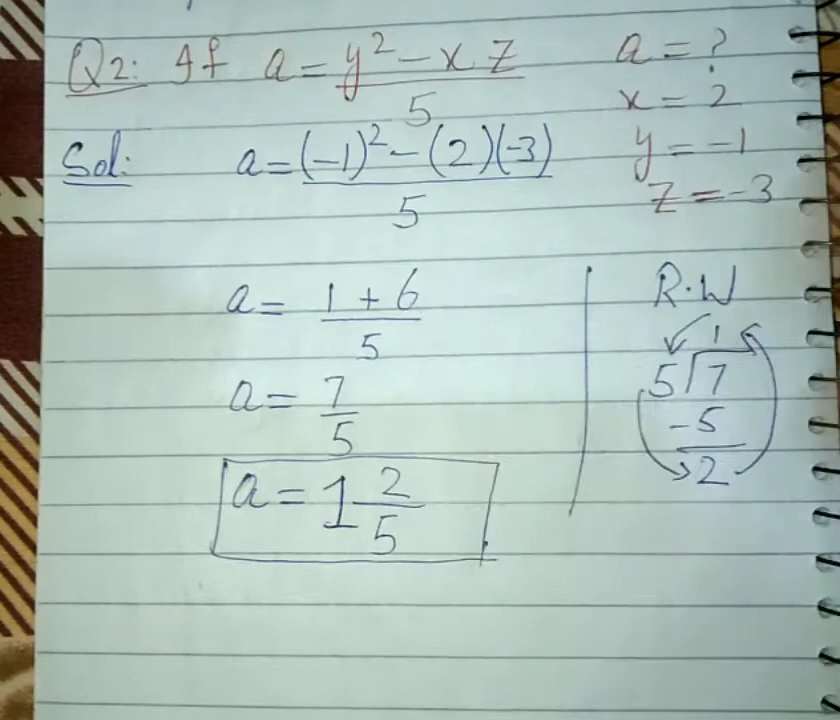 Q2: If a = y² - x z / 5
a = ?
x = 2
y = -1
z = -3
Sol: a = (-1)² - (2)(-3) / 5
a = 1 + 6 / 5
a = 7 / 5
a = 1 2/5
R.W
1
5√7
-5
2